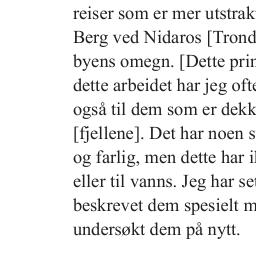 reiser som er mer utstrak
Berg ved Nidaros [Trond
byens omegn. [Dette prin
dette arbeidet har jeg ofte
også til dem som er dekk
[fjellene]. Det har noen s
og farlig, men dette har i
eller til vanns. Jeg har se
beskrevet dem spesielt m
undersøkt dem på nytt.